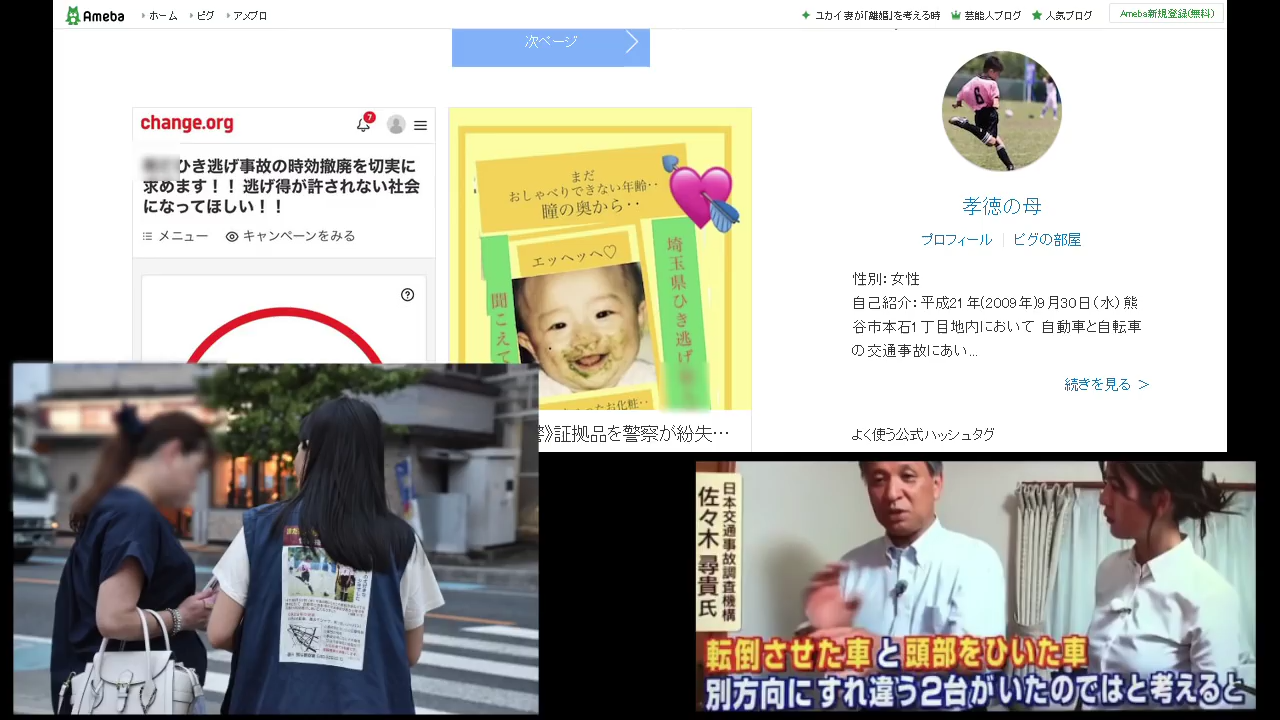 Ameba
ホーム
ピグ
アメブロ
ユカイ妻が「離婚」を考える時
芸能人ブログ
人気ブログ
Ameba新規登録(無料)
次ページ
change.org
7
ひき逃げ事故の時効撤廃を切実に
求めます！！ 逃げ得が許されない社会
になってほしい！！
メニュー
キャンペーンをみる
まだ
おしゃべりできない年齢‥
瞳の奥から‥
エッヘッヘ♡
聞こえて
埼玉県ひき逃げ
証拠品を警察が紛失…
6
孝徳の母
プロフィール
ピグの部屋
性別：女性
自己紹介：平成21年(2009年)9月30日（水）熊
谷市本石1丁目地内において 自動車と自転車
の交通事故にあい...
続きを見る ＞
よく使う公式ハッシュタグ
日本交通事故調査機構
佐々木 尋貴氏
転倒させた車と頭部をひいた車
別方向にすれ違う2台がいたのではと考えると